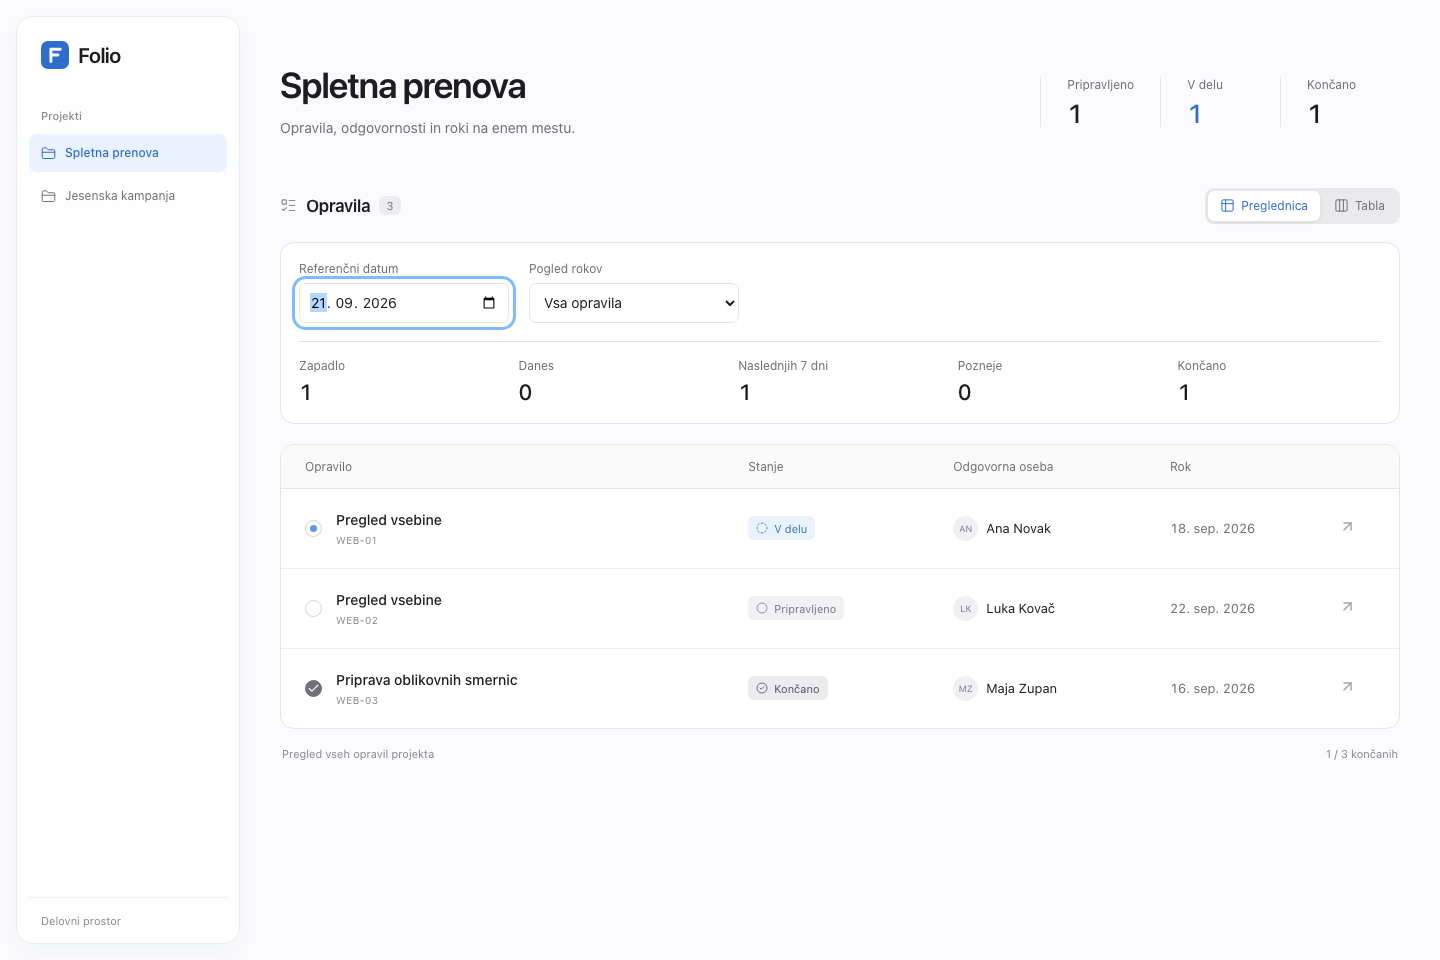 Folio
Projekti
Spletna prenova
Jesenska kampanja
Delovni prostor
Spletna prenova
Opravila, odgovornosti in roki na enem mestu.
Pripravljeno
1
V delu
1
Končano
1
Opravila 3
Preglednica
Tabla
Referenčni datum
21. 09. 2026
Pogled rokov
Vsa opravila
Zapadlo
1
Danes
0
Naslednjih 7 dni
1
Pozneje
0
Končano
1
Opravilo Stanje Odgovorna oseba Rok
Pregled vsebine
WEB-01
V delu
AN Ana Novak
18. sep. 2026
Pregled vsebine
WEB-02
Pripravljeno
LK Luka Kovač
22. sep. 2026
Priprava oblikovnih smernic
WEB-03
Končano
MZ Maja Zupan
16. sep. 2026
Pregled vseh opravil projekta
1 / 3 končanih